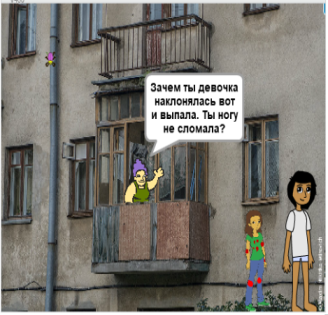 Зачем ты девочка
наклонялась вот
и выпала. Ты ногу
не сломала?